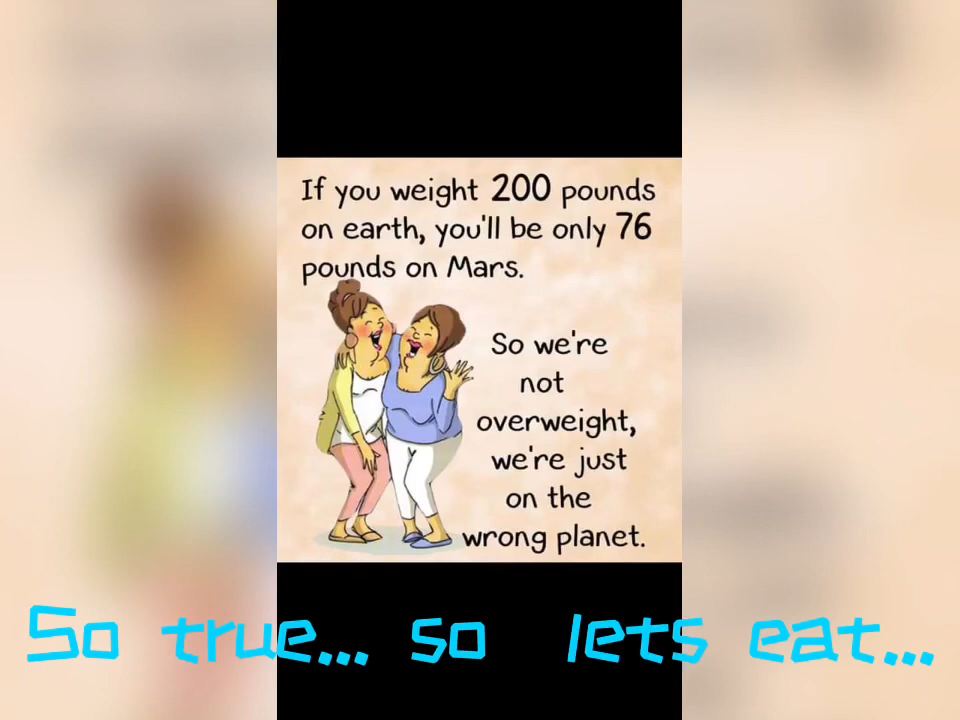 If you weight 200 pounds
on earth, you'll be only 76
pounds on Mars.
So we're
not
overweight,
we're just
on the
wrong planet.
So true... so lets eat...